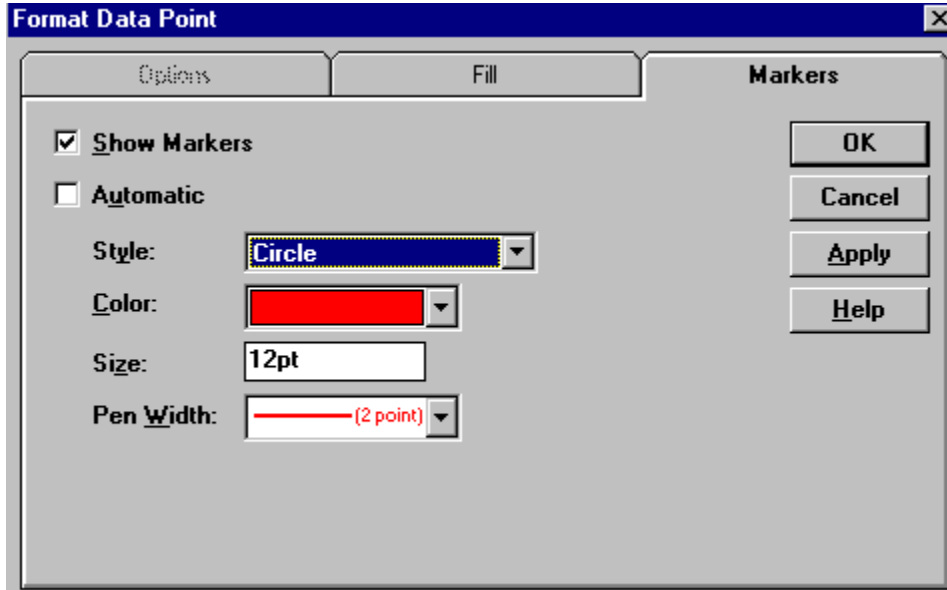 Format Data Point
Options Fill Markers
Show Markers OK
Automatic Cancel
Style: Circle Apply
Color: Help
Size: 12pt
Pen Width: (2 point)